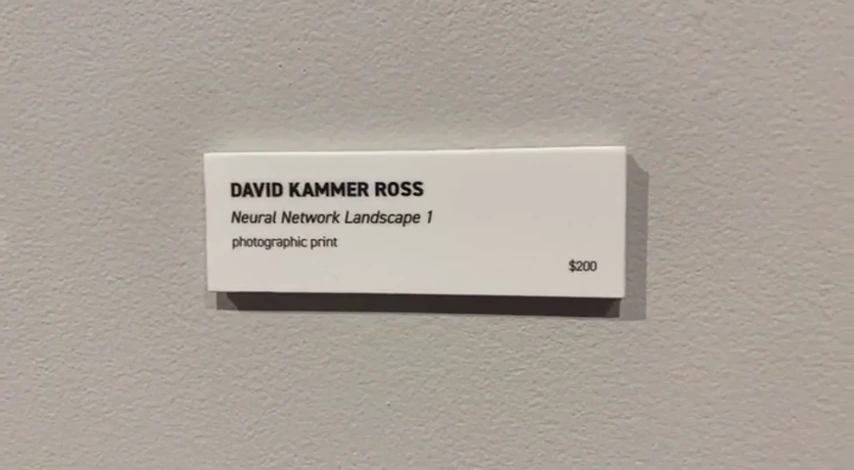 DAVID KAMMER ROSS
Neural Network Landscape 1
photographic print
$200